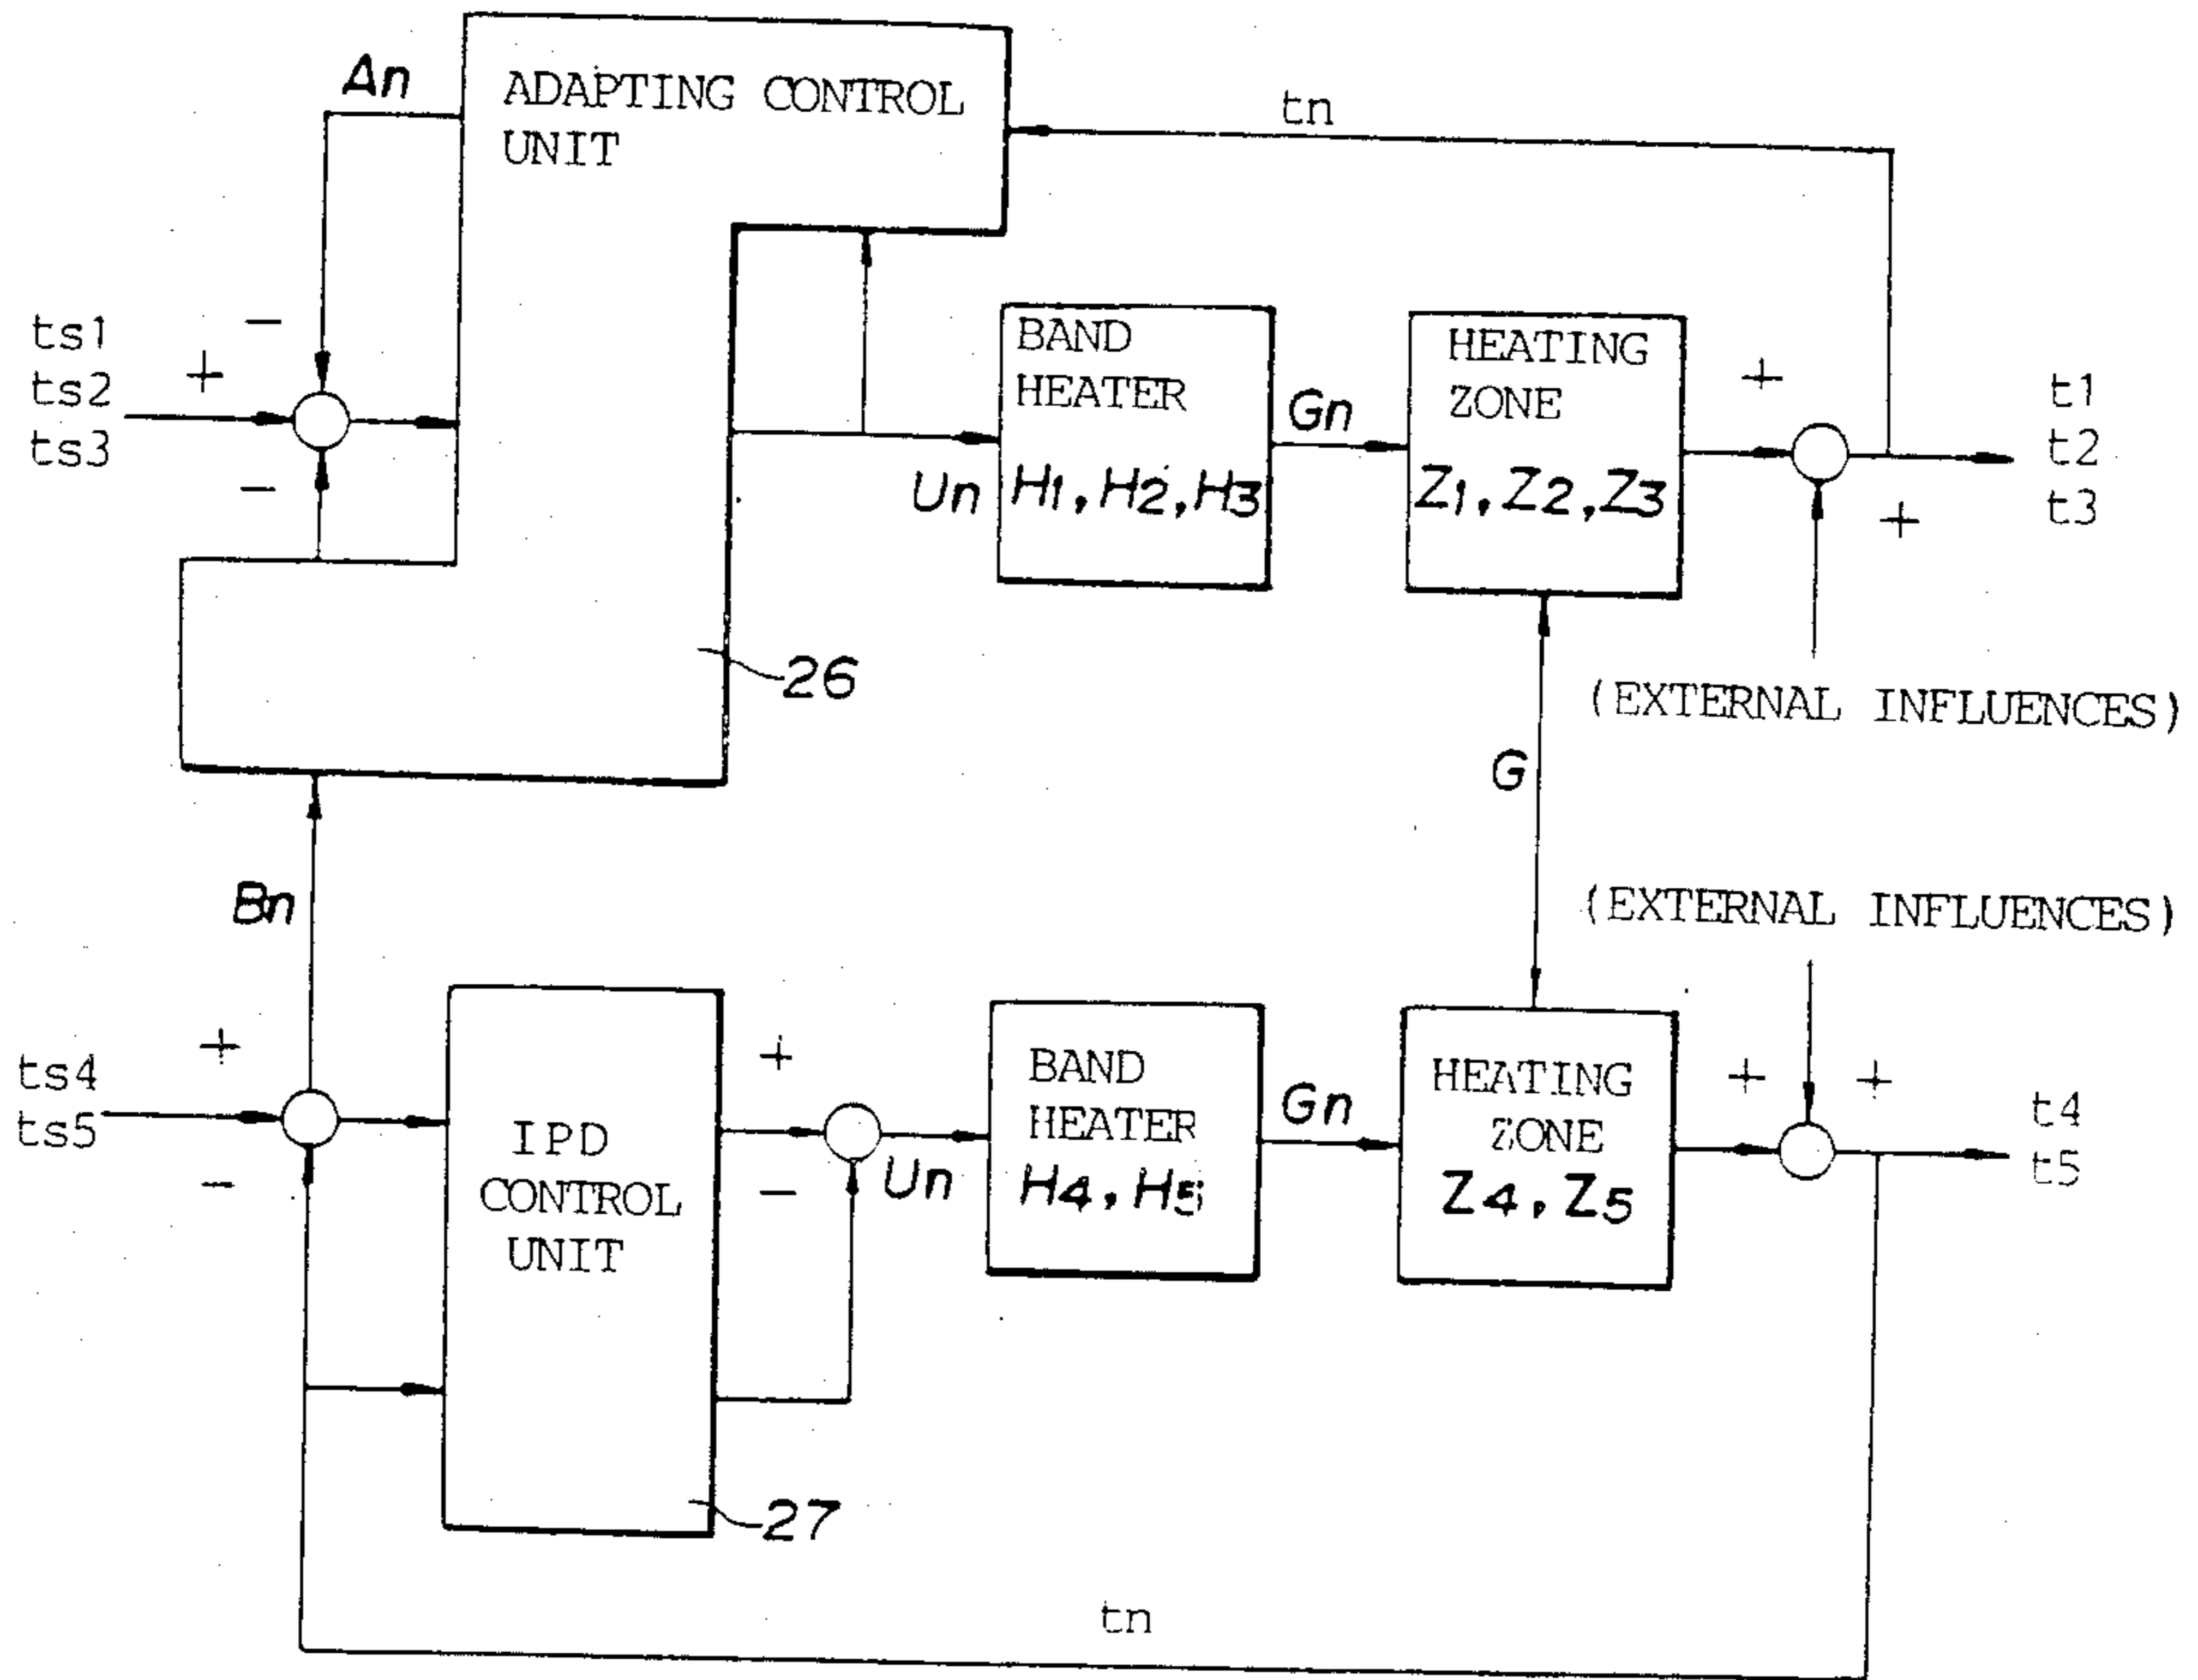 An
ADAPTING CONTROL
UNIT
tn
ts1
ts2
ts3
+
−
−
BAND
HEATER
H1, H2, H3
Un
Gn
HEATING
ZONE
Z1, Z2, Z3
+
+
t1
t2
t3
26
(EXTERNAL INFLUENCES)
G
Bn
(EXTERNAL INFLUENCES)
ts4
ts5
+
−
IPD
CONTROL
UNIT
+
−
Un
BAND
HEATER
H4, H5
Gn
HEATING
ZONE
Z4, Z5
+
+
t4
t5
27
tn